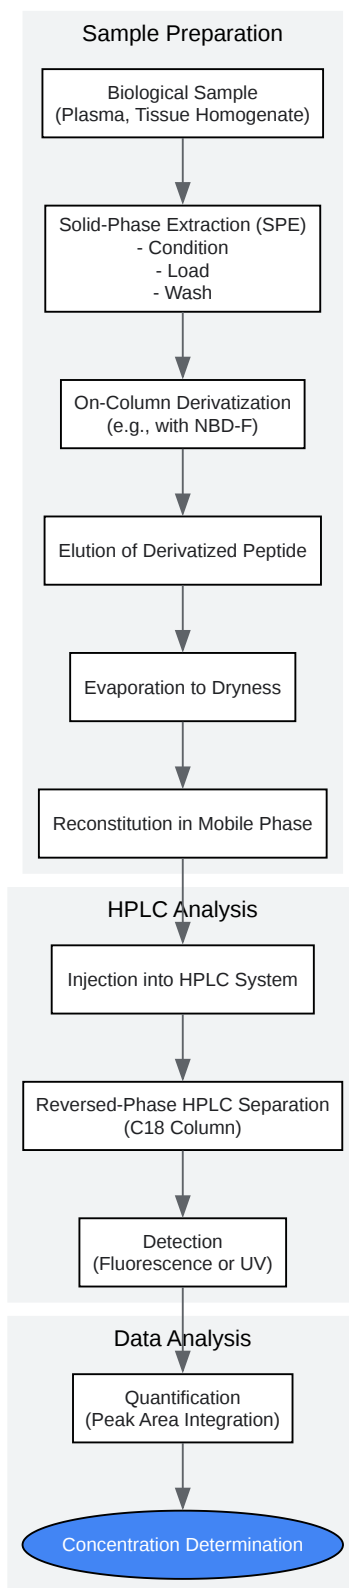 Sample Preparation
Biological Sample
(Plasma, Tissue Homogenate)
Solid-Phase Extraction (SPE)
- Condition
- Load
- Wash
On-Column Derivatization
(e.g., with NBD-F)
Elution of Derivatized Peptide
Evaporation to Dryness
Reconstitution in Mobile Phase
HPLC Analysis
Injection into HPLC System
Reversed-Phase HPLC Separation
(C18 Column)
Detection
(Fluorescence or UV)
Data Analysis
Quantification
(Peak Area Integration)
Concentration Determination